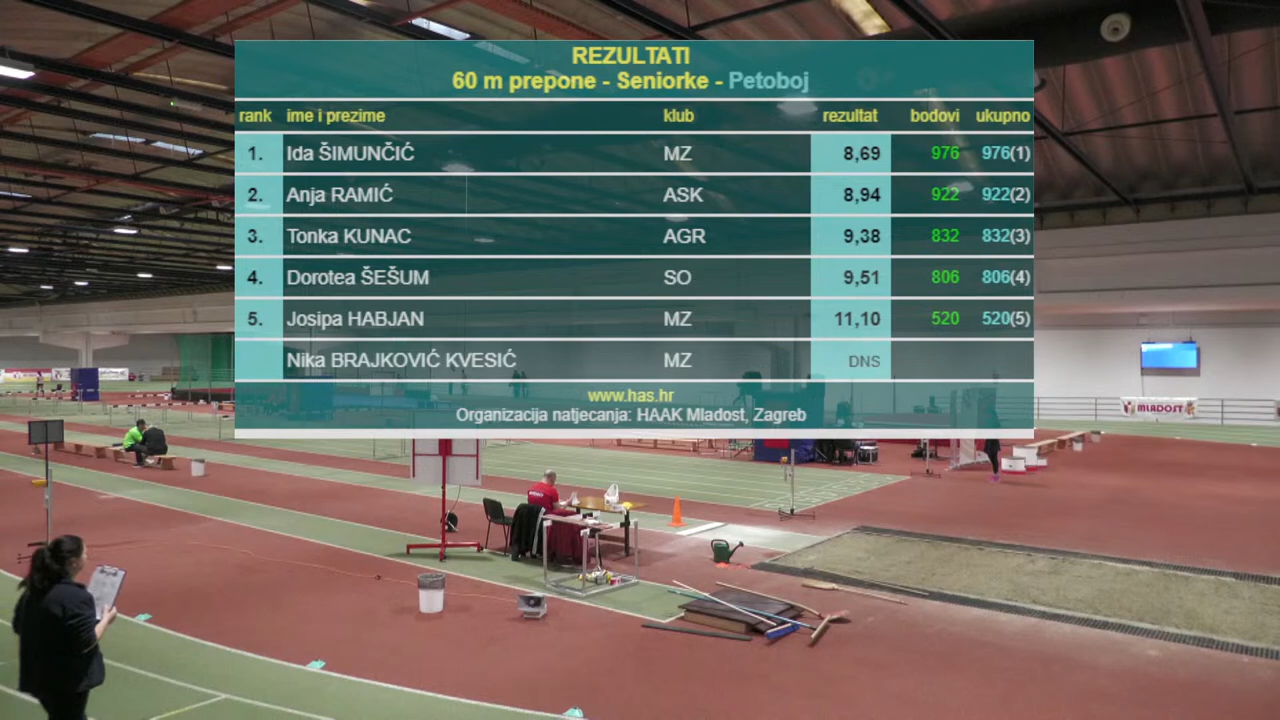 REZULTATI
60 m prepone - Seniorke - Petoboj
rank ime i prezime klub rezultat bodovi ukupno
1. Ida ŠIMUNČIĆ MZ 8,69 976 976(1)
2. Anja RAMIĆ ASK 8,94 922 922(2)
3. Tonka KUNAC AGR 9,38 832 832(3)
4. Dorotea ŠEŠUM SO 9,51 806 806(4)
5. Josipa HABJAN MZ 11,10 520 520(5)
Nika BRAJKOVIĆ KVESIĆ MZ DNS
www.has.hr
Organizacija natjecanja: HAAK Mladost, Zagreb
MLADOST